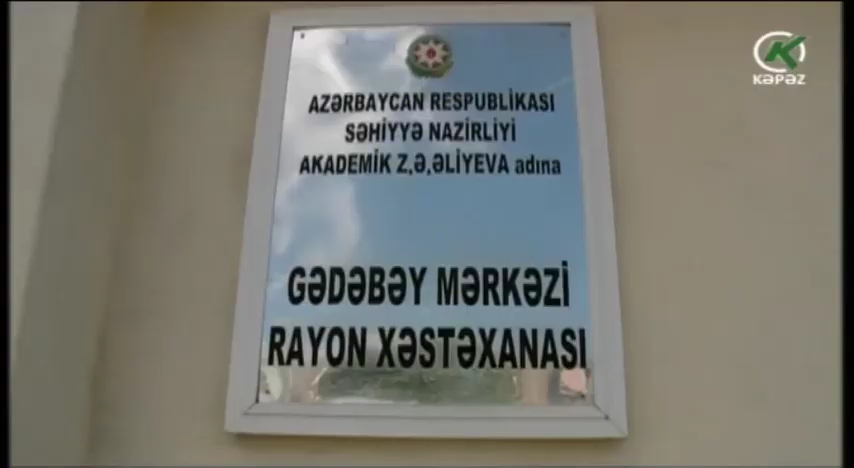 AZƏRBAYCAN RESPUBLİKASI
SƏHİYYƏ NAZİRLİYİ
AKADEMİK Z,Ə,ƏLİYEVA adına
GƏDƏBƏY MƏRKƏZİ
RAYON XƏSTƏXANASI
K
KƏPƏZ